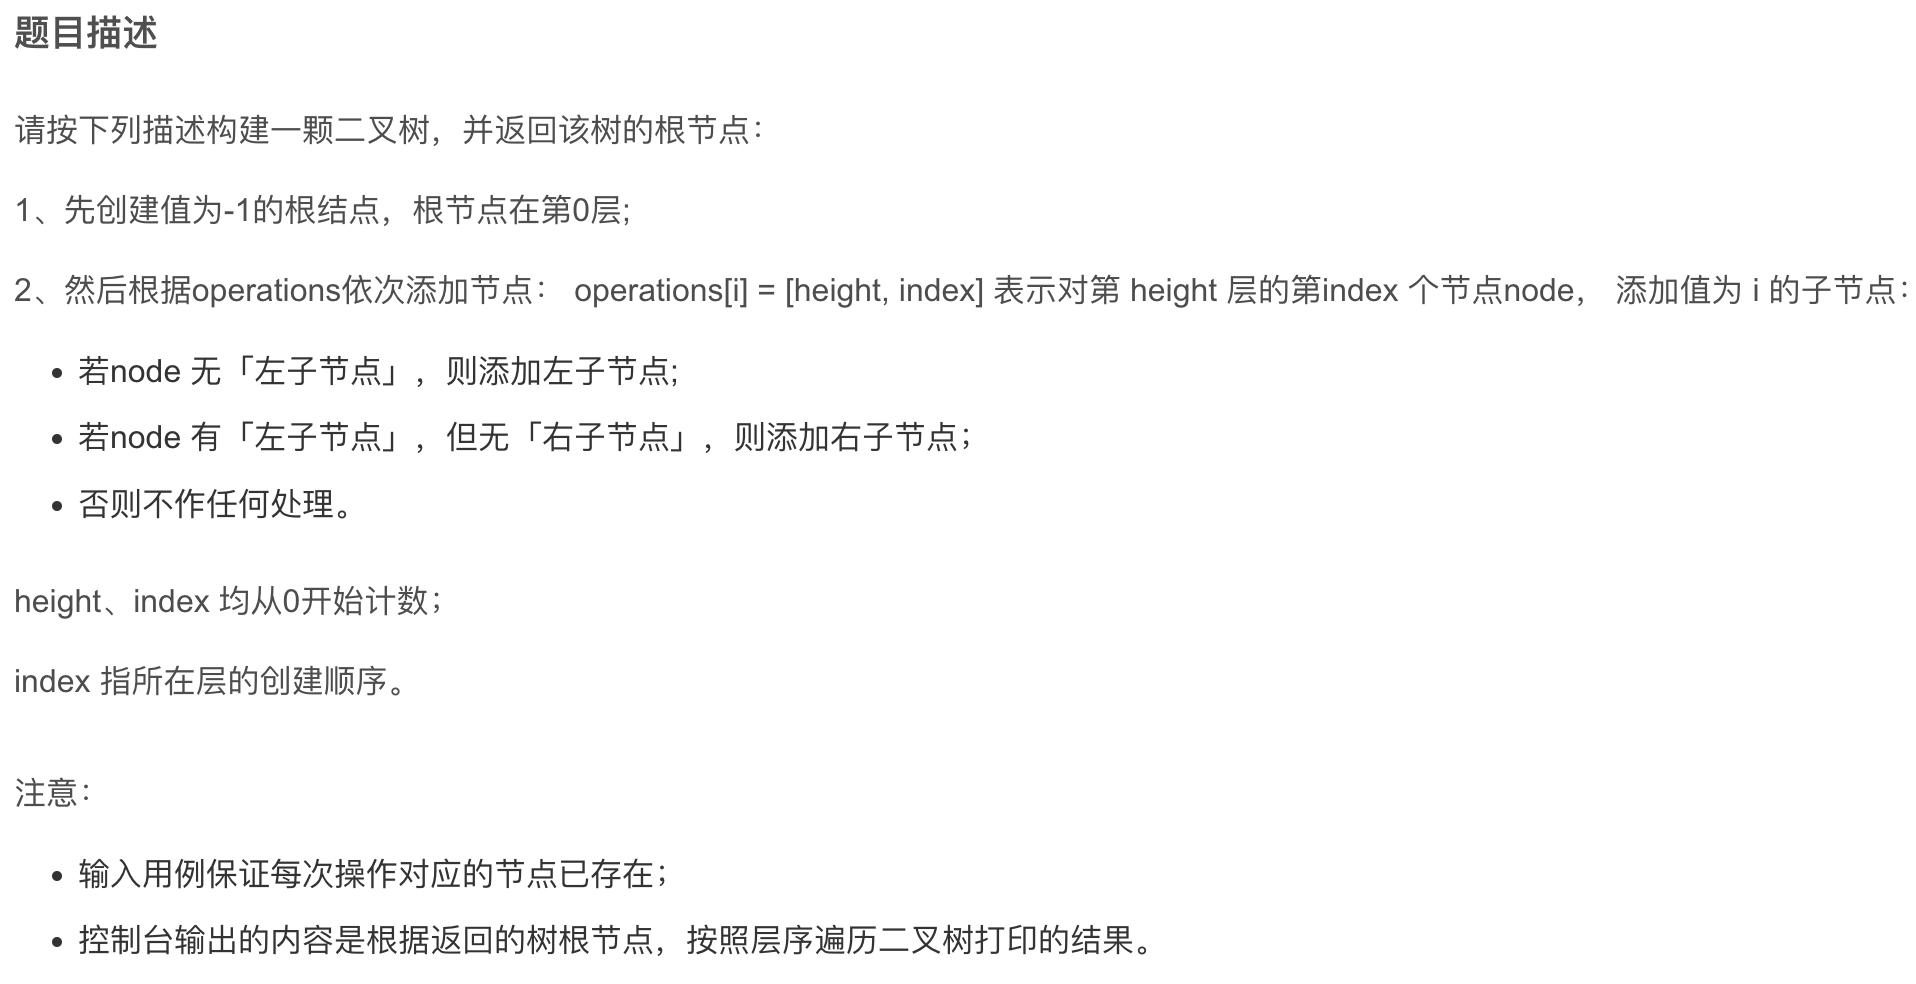 题目描述
请按下列描述构建一颗二叉树，并返回该树的根节点：
1、先创建值为-1的根结点，根节点在第0层;
2、然后根据operations依次添加节点： operations[i] = [height, index] 表示对第 height 层的第index 个节点node， 添加值为 i 的子节点：
• 若node 无「左子节点」，则添加左子节点;
• 若node 有「左子节点」，但无「右子节点」，则添加右子节点；
• 否则不作任何处理。
height、index 均从0开始计数；
index 指所在层的创建顺序。
注意：
• 输入用例保证每次操作对应的节点已存在；
• 控制台输出的内容是根据返回的树根节点，按照层序遍历二叉树打印的结果。